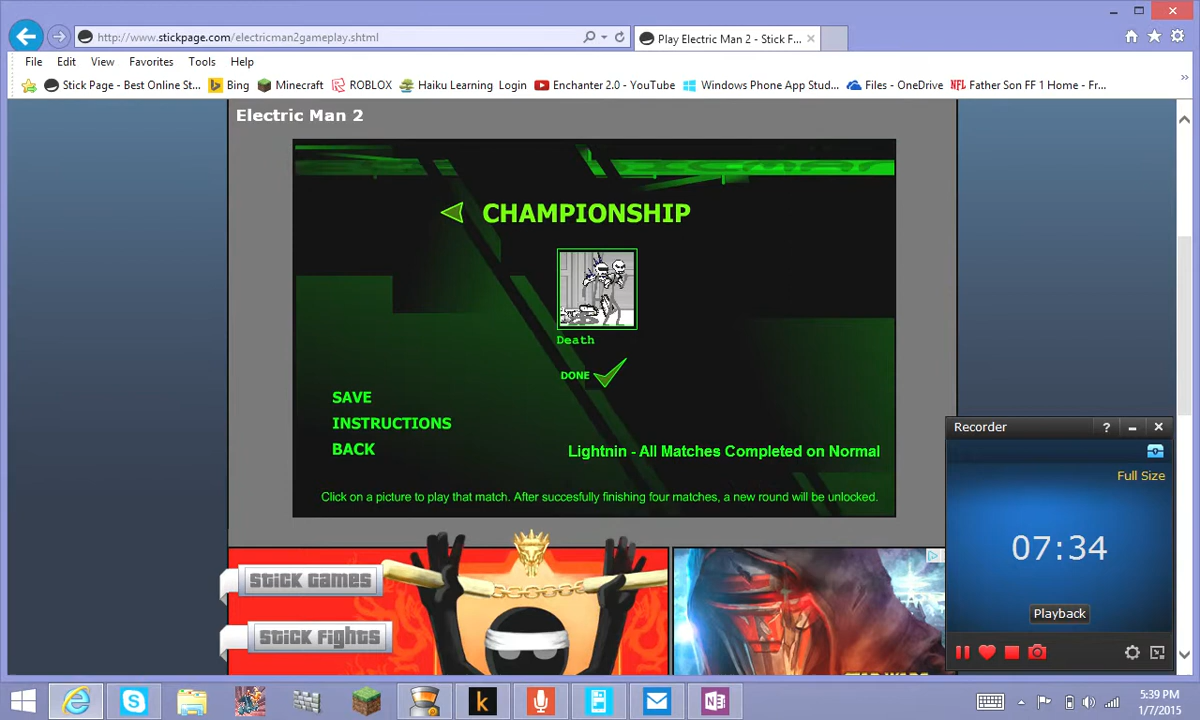 http://www.stickpage.com/electricman2gameplay.shtml
Play Electric Man 2 - Stick F...
File Edit View Favorites Tools Help
Stick Page - Best Online St...
Bing
Minecraft
ROBLOX
Haiku Learning Login
Enchanter 2.0 - YouTube
Windows Phone App Stud...
Files - OneDrive
NFL Father Son FF 1 Home - Fr...
Electric Man 2
CHAMPIONSHIP
Death
DONE
SAVE
INSTRUCTIONS
BACK
Lightnin - All Matches Completed on Normal
Click on a picture to play that match. After succesfully finishing four matches, a new round will be unlocked.
Recorder
?
Full Size
07:34
Playback
STICK GAMES
STICK FIGHTS
k
5:39 PM
1/7/2015